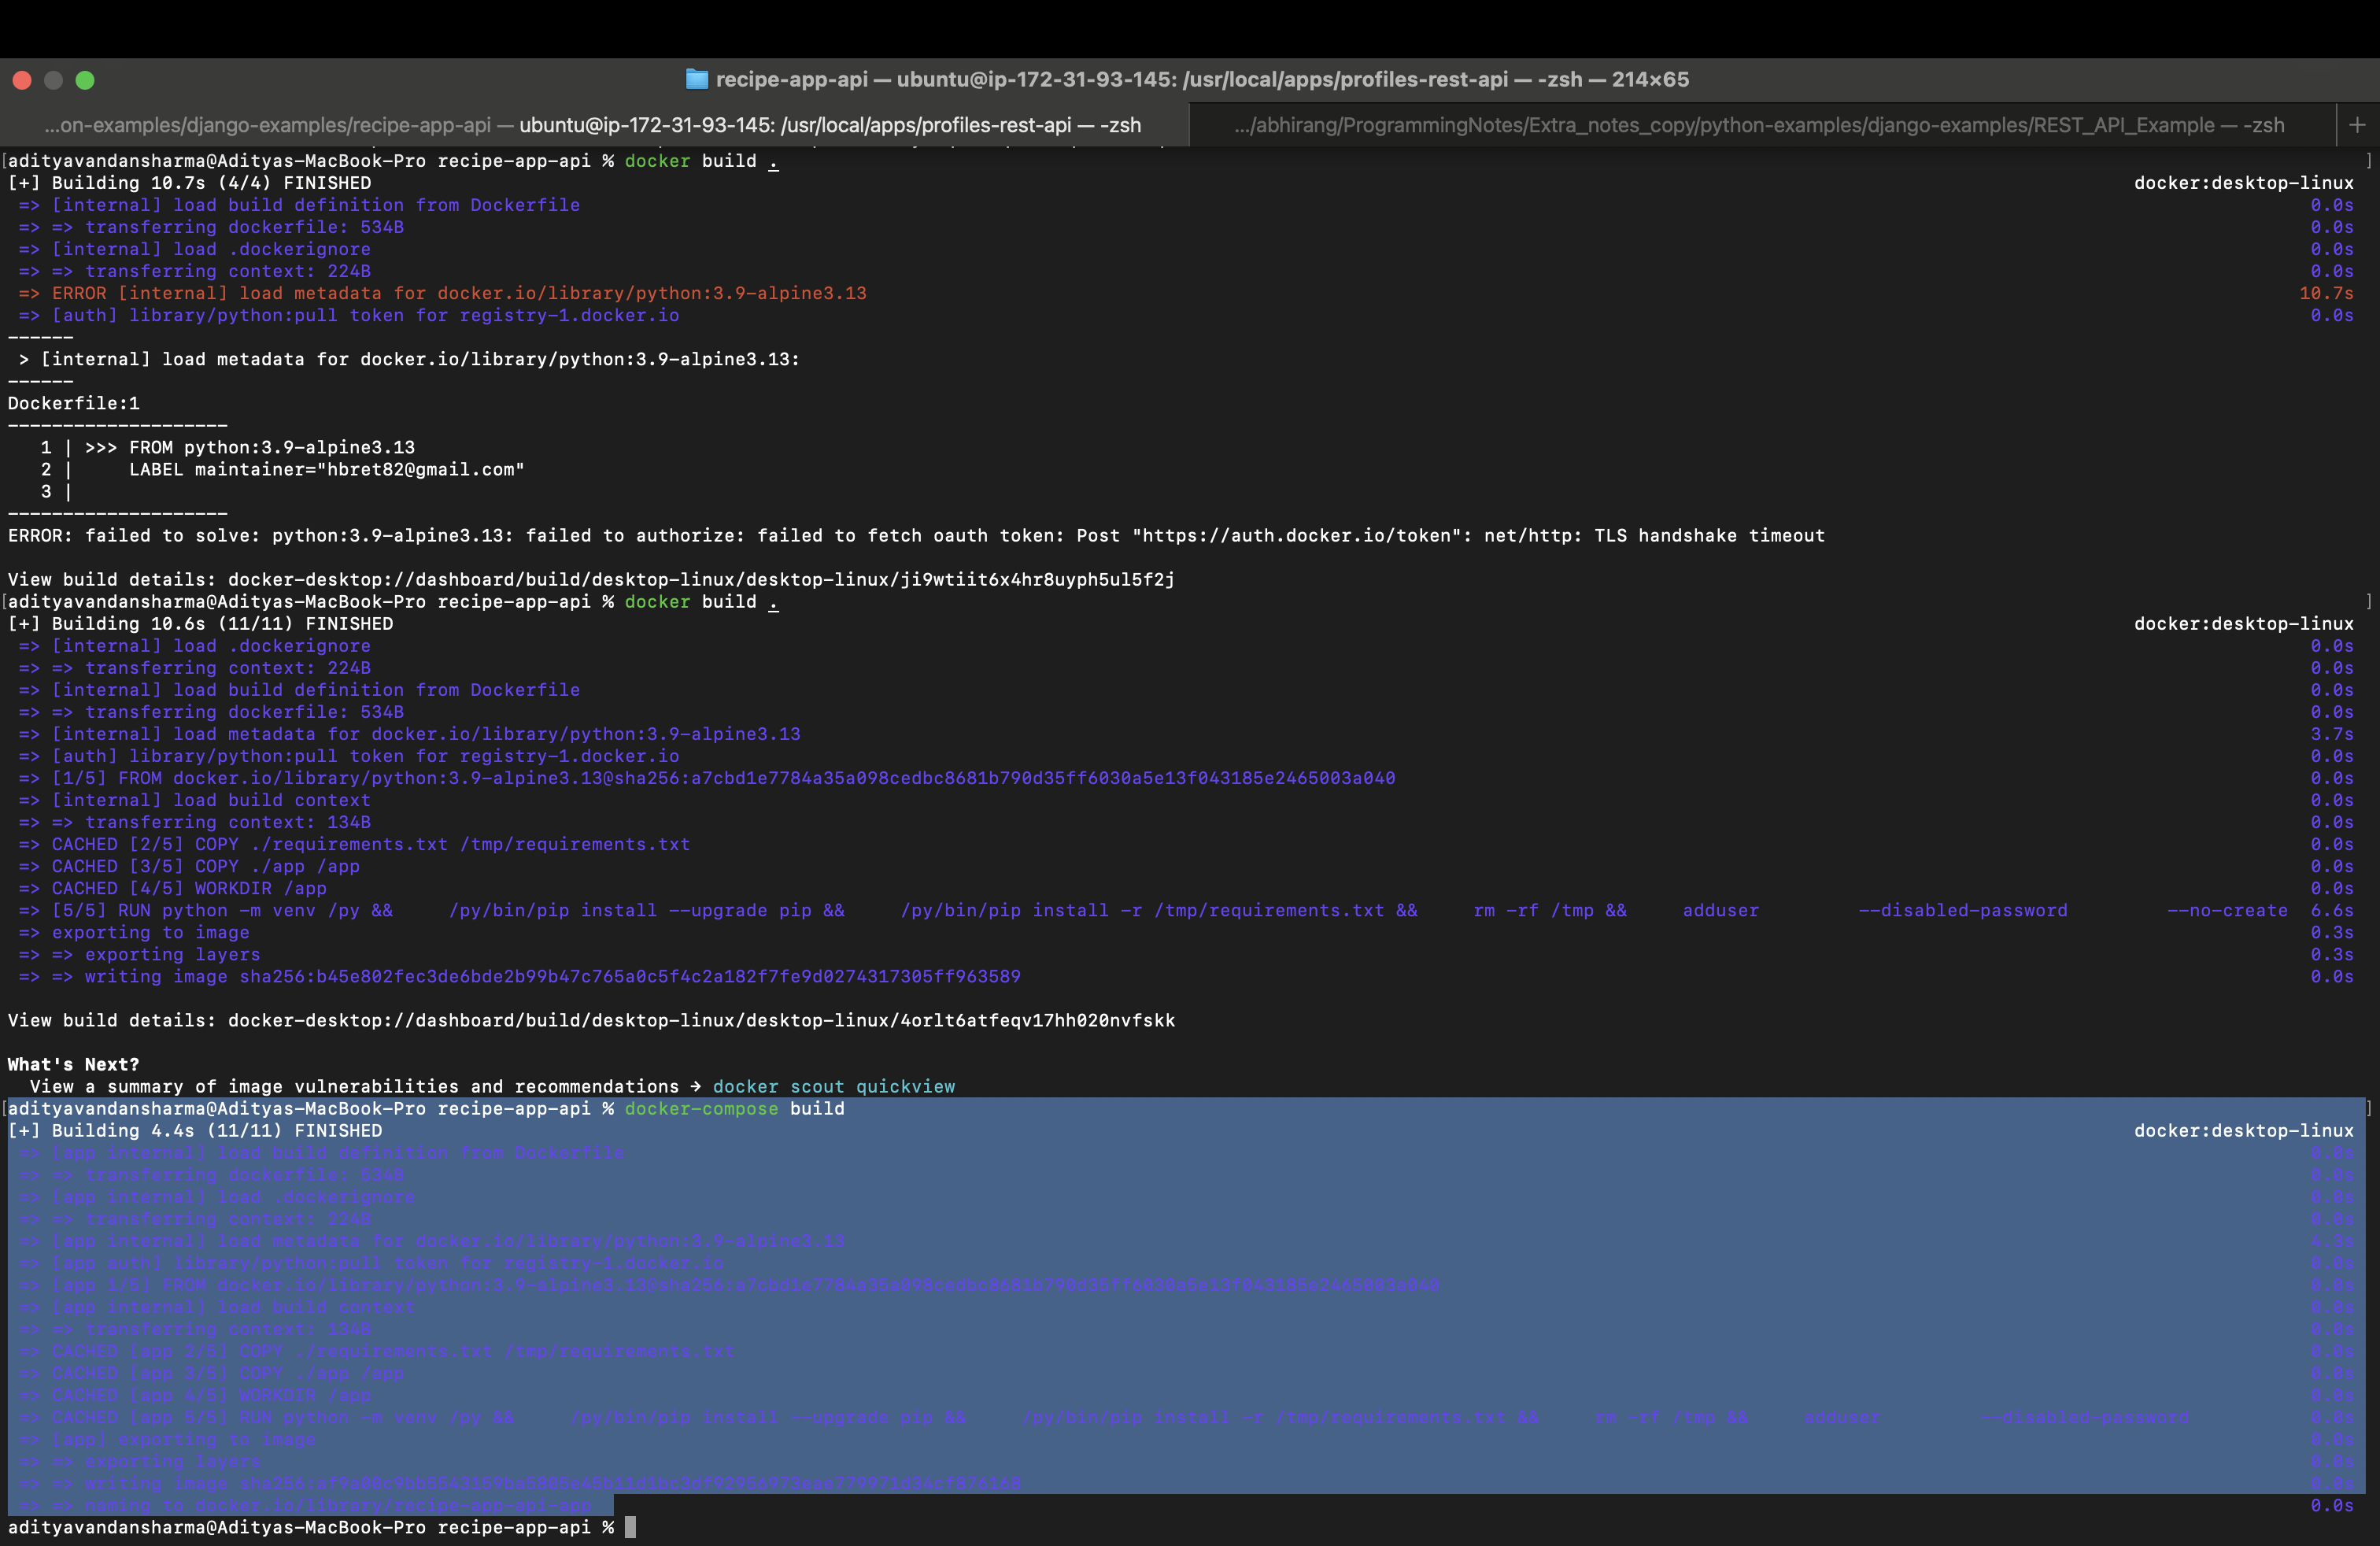 recipe-app-api — ubuntu@ip-172-31-93-145: /usr/local/apps/profiles-rest-api — -zsh — 214×65
...on-examples/django-examples/recipe-app-api — ubuntu@ip-172-31-93-145: /usr/local/apps/profiles-rest-api — -zsh
.../abhirang/ProgrammingNotes/Extra_notes_copy/python-examples/django-examples/REST_API_Example — -zsh
[adityavandansharma@Adityas-MacBook-Pro recipe-app-api % docker build . ]
[+] Building 10.7s (4/4) FINISHED docker:desktop-linux
=> [internal] load build definition from Dockerfile 0.0s
=> => transferring dockerfile: 534B 0.0s
=> [internal] load .dockerignore 0.0s
=> => transferring context: 224B 0.0s
=> ERROR [internal] load metadata for docker.io/library/python:3.9-alpine3.13 10.7s
=> [auth] library/python:pull token for registry-1.docker.io 0.0s
------
> [internal] load metadata for docker.io/library/python:3.9-alpine3.13:
------
Dockerfile:1
--------------------
1 | >>> FROM python:3.9-alpine3.13
2 | LABEL maintainer="hbret82@gmail.com"
3 |
--------------------
ERROR: failed to solve: python:3.9-alpine3.13: failed to authorize: failed to fetch oauth token: Post "https://auth.docker.io/token": net/http: TLS handshake timeout
View build details: docker-desktop://dashboard/build/desktop-linux/desktop-linux/ji9wtiit6x4hr8uyph5ul5f2j
[adityavandansharma@Adityas-MacBook-Pro recipe-app-api % docker build . ]
[+] Building 10.6s (11/11) FINISHED docker:desktop-linux
=> [internal] load .dockerignore 0.0s
=> => transferring context: 224B 0.0s
=> [internal] load build definition from Dockerfile 0.0s
=> => transferring dockerfile: 534B 0.0s
=> [internal] load metadata for docker.io/library/python:3.9-alpine3.13 3.7s
=> [auth] library/python:pull token for registry-1.docker.io 0.0s
=> [1/5] FROM docker.io/library/python:3.9-alpine3.13@sha256:a7cbd1e7784a35a098cedbc8681b790d35ff6030a5e13f043185e2465003a040 0.0s
=> [internal] load build context 0.0s
=> => transferring context: 134B 0.0s
=> CACHED [2/5] COPY ./requirements.txt /tmp/requirements.txt 0.0s
=> CACHED [3/5] COPY ./app /app 0.0s
=> CACHED [4/5] WORKDIR /app 0.0s
=> [5/5] RUN python -m venv /py && /py/bin/pip install --upgrade pip && /py/bin/pip install -r /tmp/requirements.txt && rm -rf /tmp && adduser --disabled-password --no-create 6.6s
=> exporting to image 0.3s
=> => exporting layers 0.3s
=> => writing image sha256:b45e802fec3de6bde2b99b47c765a0c5f4c2a182f7fe9d0274317305ff963589 0.0s
View build details: docker-desktop://dashboard/build/desktop-linux/desktop-linux/4orlt6atfeqv17hh020nvfskk
What's Next?
View a summary of image vulnerabilities and recommendations → docker scout quickview
[adityavandansharma@Adityas-MacBook-Pro recipe-app-api % docker-compose build ]
[+] Building 4.4s (11/11) FINISHED docker:desktop-linux
=> [app internal] load build definition from Dockerfile 0.0s
=> => transferring dockerfile: 534B 0.0s
=> [app internal] load .dockerignore 0.0s
=> => transferring context: 224B 0.0s
=> [app internal] load metadata for docker.io/library/python:3.9-alpine3.13 4.3s
=> [app auth] library/python:pull token for registry-1.docker.io 0.0s
=> [app 1/5] FROM docker.io/library/python:3.9-alpine3.13@sha256:a7cbd1e7784a35a098cedbc8681b790d35ff6030a5e13f043185e2465003a040 0.0s
=> [app internal] load build context 0.0s
=> => transferring context: 134B 0.0s
=> CACHED [app 2/5] COPY ./requirements.txt /tmp/requirements.txt 0.0s
=> CACHED [app 3/5] COPY ./app /app 0.0s
=> CACHED [app 4/5] WORKDIR /app 0.0s
=> CACHED [app 5/5] RUN python -m venv /py && /py/bin/pip install --upgrade pip && /py/bin/pip install -r /tmp/requirements.txt && rm -rf /tmp && adduser --disabled-password 0.0s
=> [app] exporting to image 0.0s
=> => exporting layers 0.0s
=> => writing image 0.0s
=> => naming to docker.io/library/recipe-app-api-app 0.0s
adityavandansharma@Adityas-MacBook-Pro recipe-app-api %